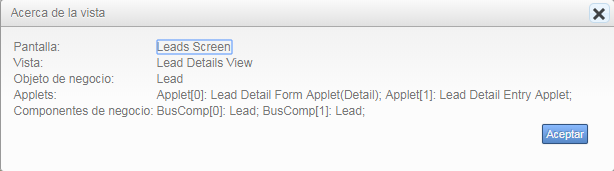 Acerca de la vista
Pantalla: Leads Screen
Vista: Lead Details View
Objeto de negocio: Lead
Applets: Applet[0]: Lead Detail Form Applet(Detail); Applet[1]: Lead Detail Entry Applet;
Componentes de negocio: BusComp[0]: Lead; BusComp[1]: Lead;
Aceptar